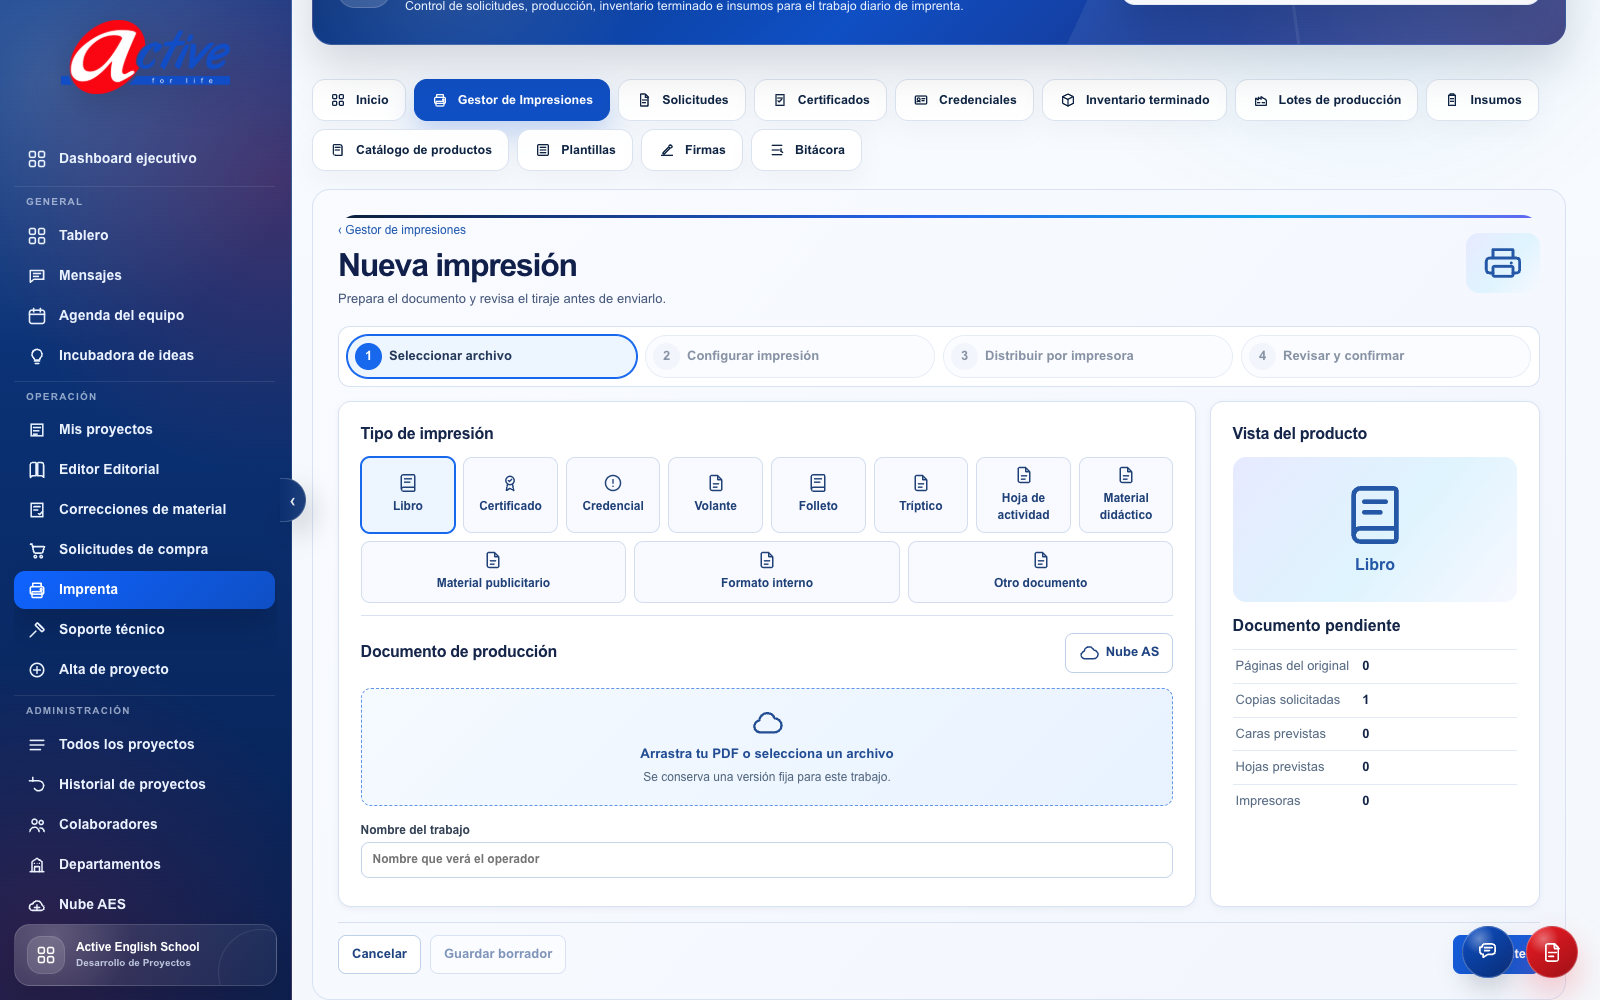 active
for life
Dashboard ejecutivo
GENERAL
Tablero
Mensajes
Agenda del equipo
Incubadora de ideas
OPERACIÓN
Mis proyectos
Editor Editorial
Correcciones de material
Solicitudes de compra
Imprenta
Soporte técnico
Alta de proyecto
ADMINISTRACIÓN
Todos los proyectos
Historial de proyectos
Colaboradores
Departamentos
Nube AES
Active English School
Desarrollo de Proyectos
Control de solicitudes, producción, inventario terminado e insumos para el trabajo diario de imprenta.
Inicio
Gestor de Impresiones
Solicitudes
Certificados
Credenciales
Inventario terminado
Lotes de producción
Insumos
Catálogo de productos
Plantillas
Firmas
Bitácora
‹ Gestor de impresiones
Nueva impresión
Prepara el documento y revisa el tiraje antes de enviarlo.
1 Seleccionar archivo
2 Configurar impresión
3 Distribuir por impresora
4 Revisar y confirmar
Tipo de impresión
Libro
Certificado
Credencial
Volante
Folleto
Tríptico
Hoja de
actividad
Material
didáctico
Material publicitario
Formato interno
Otro documento
Documento de producción
Nube AS
Arrastra tu PDF o selecciona un archivo
Se conserva una versión fija para este trabajo.
Nombre del trabajo
Nombre que verá el operador
Vista del producto
Libro
Documento pendiente
Páginas del original 0
Copias solicitadas 1
Caras previstas 0
Hojas previstas 0
Impresoras 0
Cancelar
Guardar borrador